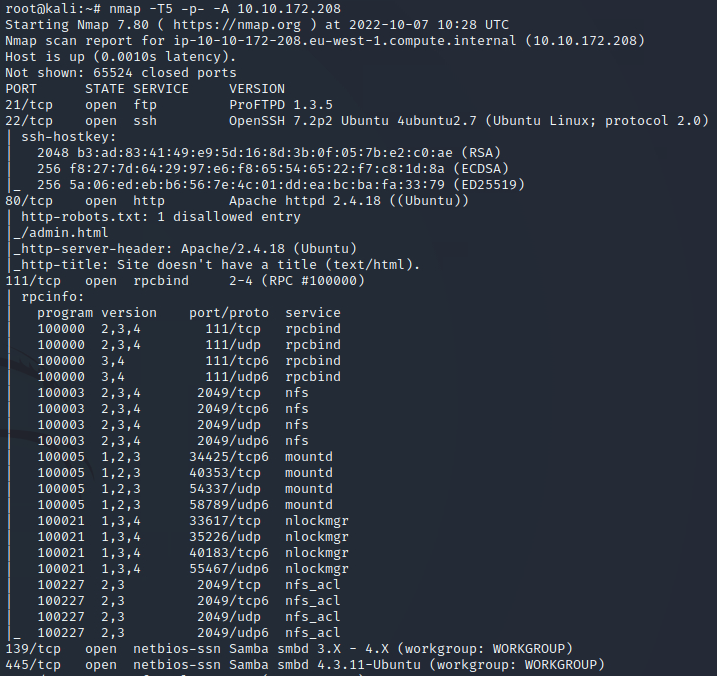 root@kali:~# nmap -T5 -p- -A 10.10.172.208
Starting Nmap 7.80 ( https://nmap.org ) at 2022-10-07 10:28 UTC
Nmap scan report for ip-10-10-172-208.eu-west-1.compute.internal (10.10.172.208)
Host is up (0.0010s latency).
Not shown: 65524 closed ports
PORT      STATE SERVICE     VERSION
21/tcp    open  ftp         ProFTPD 1.3.5
22/tcp    open  ssh         OpenSSH 7.2p2 Ubuntu 4ubuntu2.7 (Ubuntu Linux; protocol 2.0)
| ssh-hostkey:
|   2048 b3:ad:83:41:49:e9:5d:16:8d:3b:0f:05:7b:e2:c0:ae (RSA)
|   256 f8:27:7d:64:29:97:e6:f8:65:54:65:22:f7:c8:1d:8a (ECDSA)
|_  256 5a:06:ed:eb:b6:56:7e:4c:01:dd:ea:bc:ba:fa:33:79 (ED25519)
80/tcp    open  http        Apache httpd 2.4.18 ((Ubuntu))
| http-robots.txt: 1 disallowed entry
|_/admin.html
|_http-server-header: Apache/2.4.18 (Ubuntu)
|_http-title: Site doesn't have a title (text/html).
111/tcp   open  rpcbind     2-4 (RPC #100000)
| rpcinfo:
|   program version    port/proto  service
|   100000  2,3,4        111/tcp   rpcbind
|   100000  2,3,4        111/udp   rpcbind
|   100000  3,4          111/tcp6  rpcbind
|   100000  3,4          111/udp6  rpcbind
|   100003  2,3,4       2049/tcp   nfs
|   100003  2,3,4       2049/tcp6  nfs
|   100003  2,3,4       2049/udp   nfs
|   100003  2,3,4       2049/udp6  nfs
|   100005  1,2,3      34425/tcp6  mountd
|   100005  1,2,3      40353/tcp   mountd
|   100005  1,2,3      54337/udp   mountd
|   100005  1,2,3      58789/udp6  mountd
|   100021  1,3,4      33617/tcp   nlockmgr
|   100021  1,3,4      35226/udp   nlockmgr
|   100021  1,3,4      40183/tcp6  nlockmgr
|   100021  1,3,4      55467/udp6  nlockmgr
|   100227  2,3         2049/tcp   nfs_acl
|   100227  2,3         2049/tcp6  nfs_acl
|   100227  2,3         2049/udp   nfs_acl
|_  100227  2,3         2049/udp6  nfs_acl
139/tcp   open  netbios-ssn Samba smbd 3.X - 4.X (workgroup: WORKGROUP)
445/tcp   open  netbios-ssn Samba smbd 4.3.11-Ubuntu (workgroup: WORKGROUP)